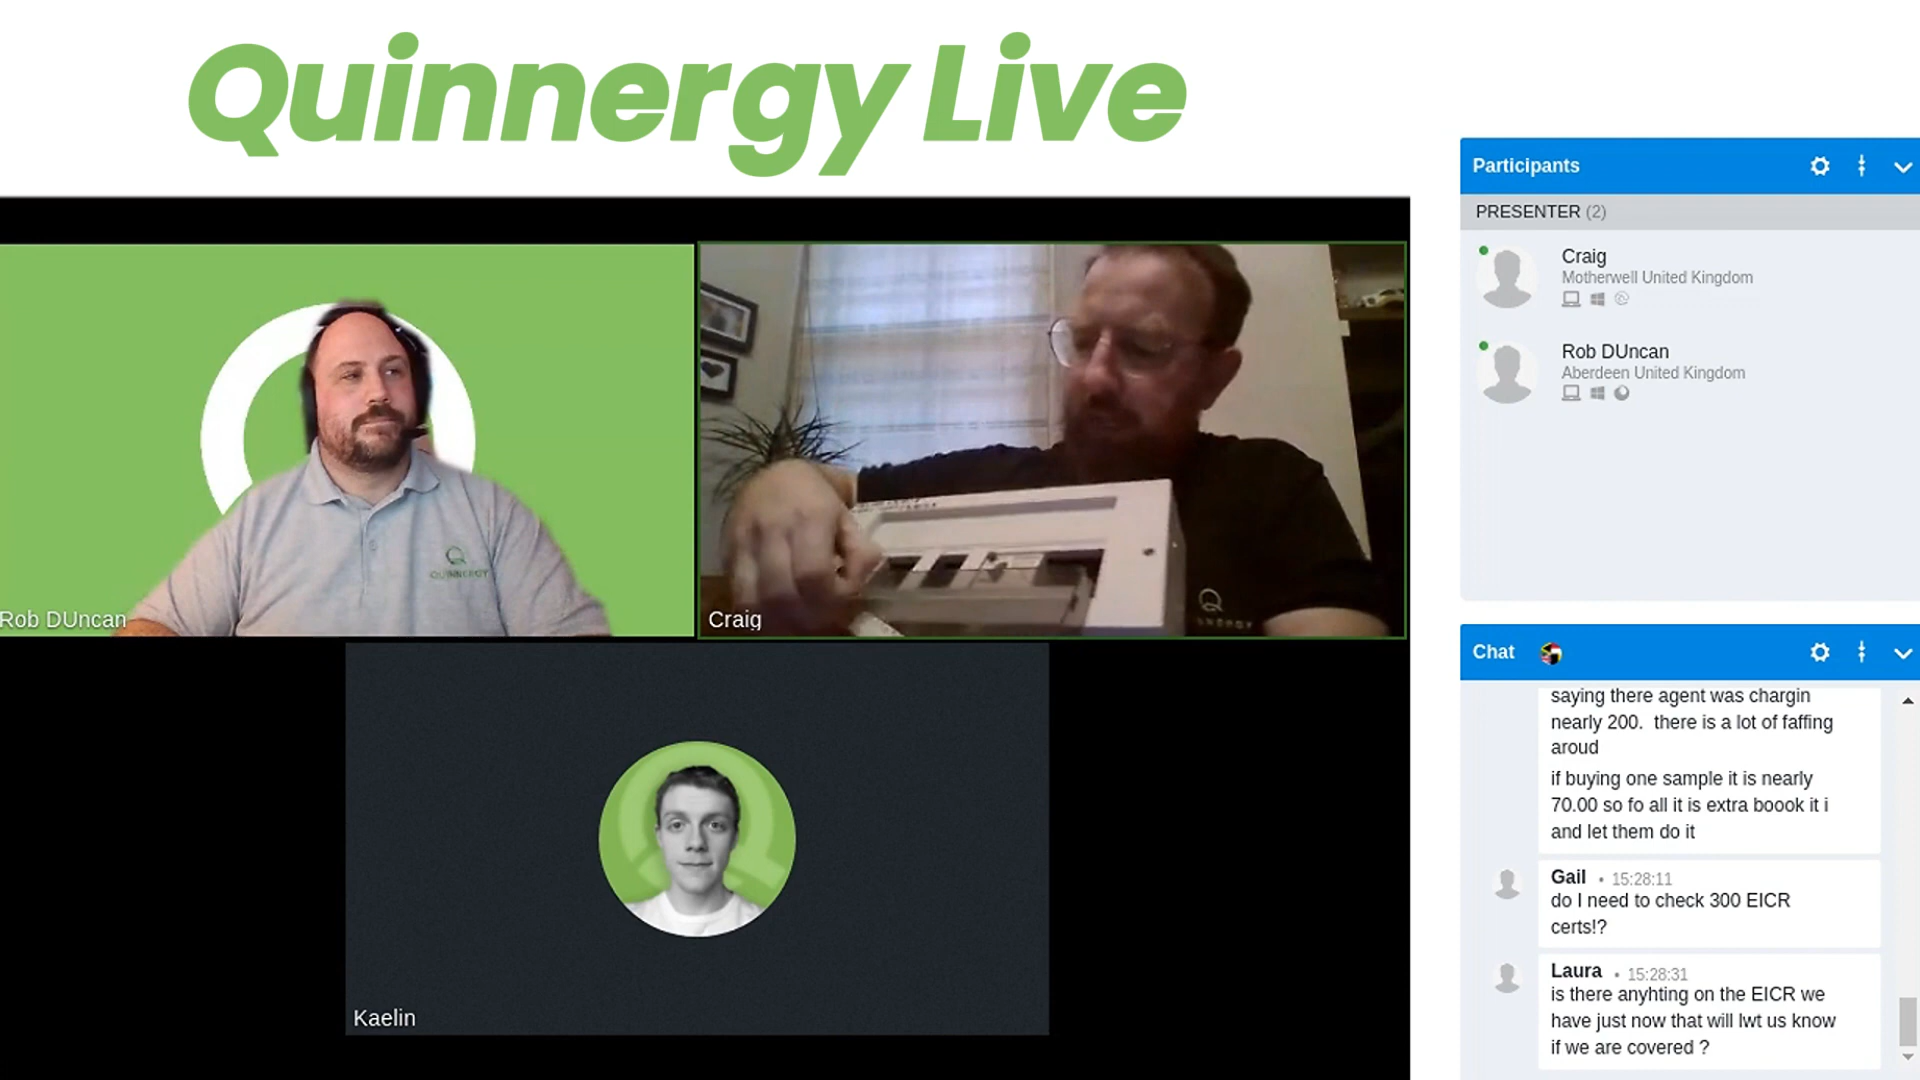 Quinnergy Live
Participants
PRESENTER (2)
Craig
Motherwell United Kingdom
Rob DUncan
Aberdeen United Kingdom
QUINNERGY
Rob DUncan
Craig
Kaelin
Chat
saying there agent was chargin
nearly 200.  there is a lot of faffing
aroud
if buying one sample it is nearly
70.00 so fo all it is extra boook it i
and let them do it
Gail • 15:28:11
do I need to check 300 EICR
certs!?
Laura • 15:28:31
is there anyhting on the EICR we
have just now that will lwt us know
if we are covered ?